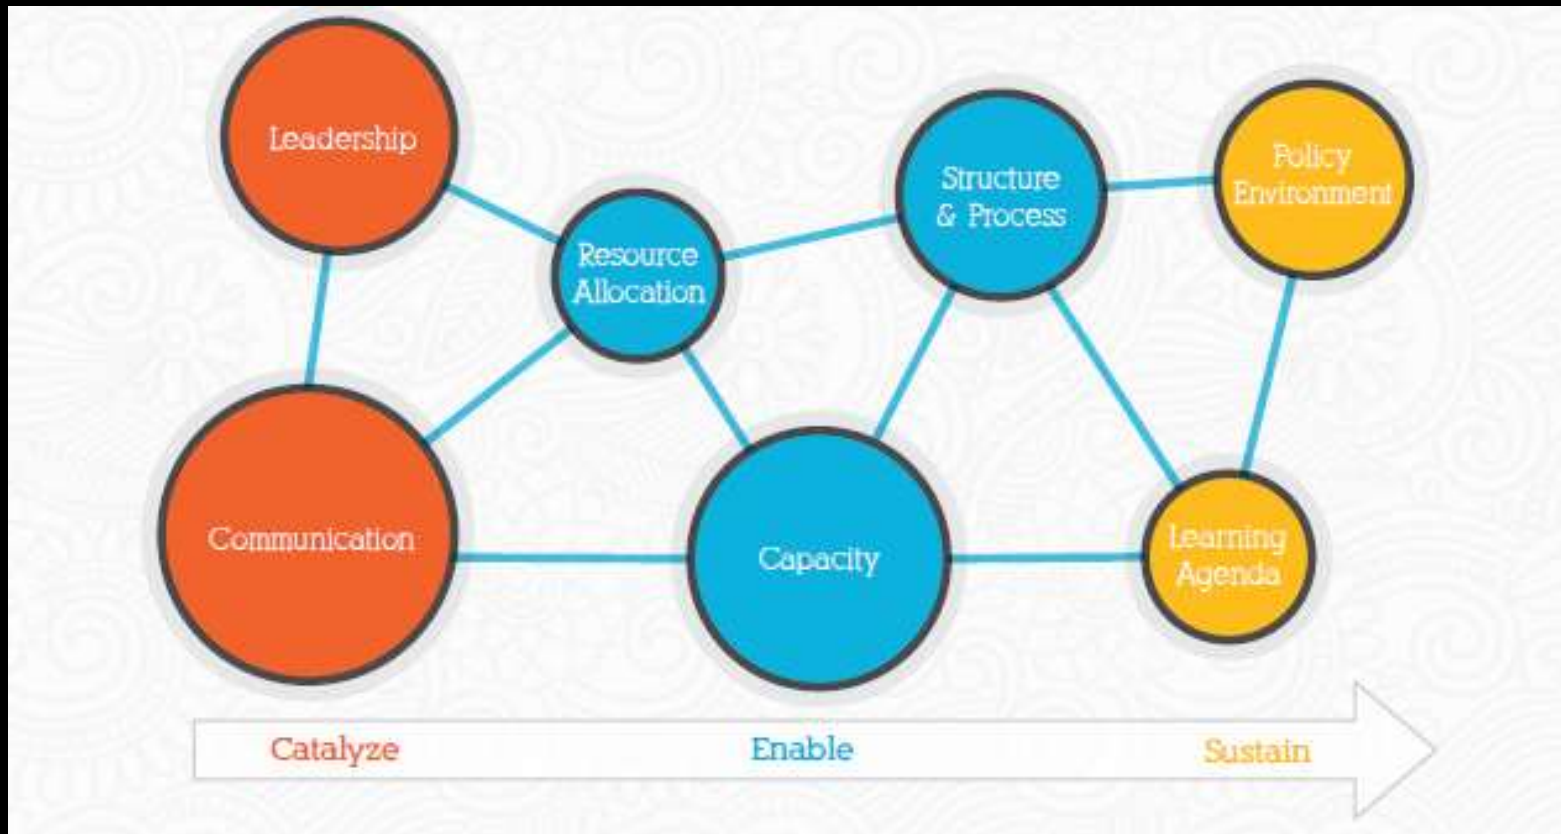 Leadership
Resource
Allocation
Structure
& Process
Policy
Environment
Communication
Capacity
Learning
Agenda
Catalyze
Enable
Sustain